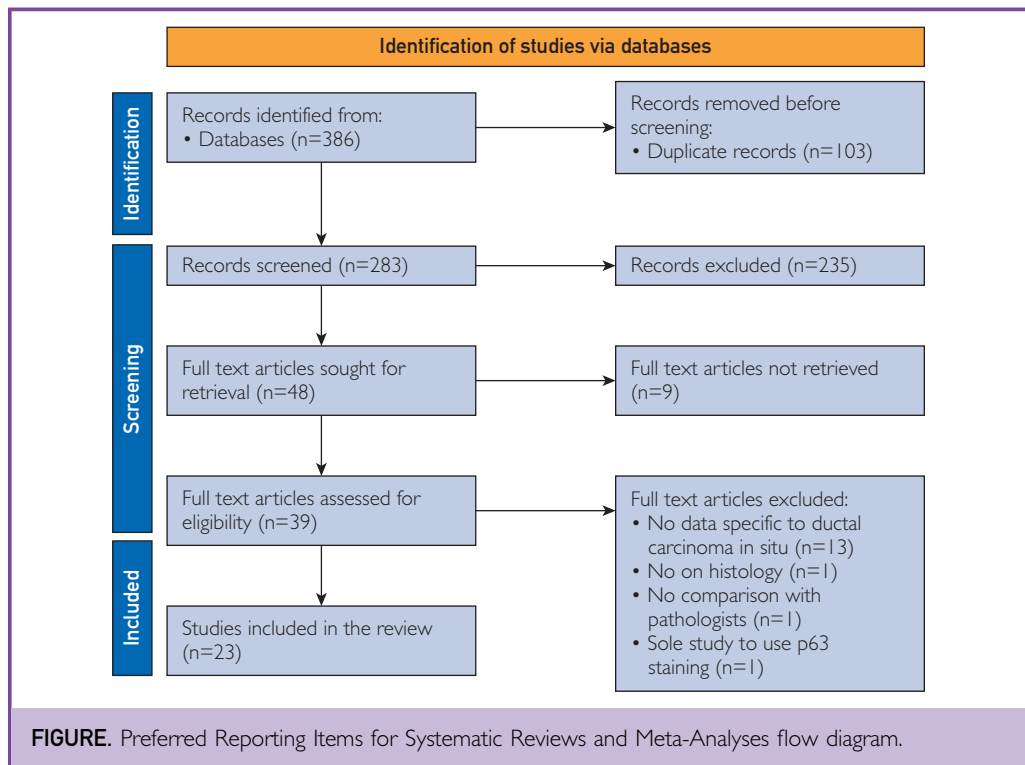 Identification of studies via databases
Identification
Records identified from:
• Databases (n=386)
Records removed before
screening:
• Duplicate records (n=103)
Screening
Records screened (n=283)
Records excluded (n=235)
Full text articles sought for
retrieval (n=48)
Full text articles not retrieved
(n=9)
Full text articles assessed for
eligibility (n=39)
Full text articles excluded:
• No data specific to ductal
carcinoma in situ (n=13)
• No on histology (n=1)
• No comparison with
pathologists (n=1)
• Sole study to use p63
staining (n=1)
Included
Studies included in the review
(n=23)
FIGURE. Preferred Reporting Items for Systematic Reviews and Meta-Analyses flow diagram.